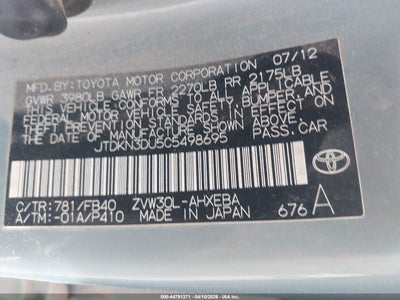 MFD.BY:TOYOTA MOTOR CORPORATION 07/12
GVWR 3980LB GAWR FR 2270LB RR 2175LB
THIS VEHICLE CONFORMS TO ALL APPLICABLE
FEDERAL MOTOR VEHICLE SAFETY, BUMPER, AND
THEFT PREVENTION STANDARDS IN EFFECT ON
THE DATE OF MANUFACTURE SHOWN ABOVE.
JTDKN3DU5C5498695 PASS.CAR
TOYOTA
C/TR:781/FB40 ZVW30L-AHXEBA
A/TM:-01A/P410 MADE IN JAPAN 676 A
000-44791371 - 04/10/2026 - 11: